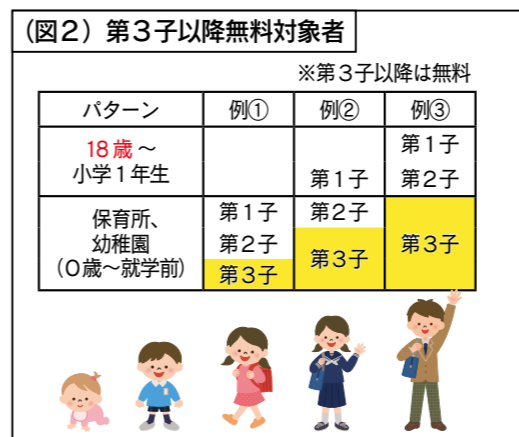 （図２）第３子以降無料対象者
※第３子以降は無料
パターン 例① 例② 例③
18歳～
小学１年生
第１子
第１子 第２子
保育所、
幼稚園
（０歳～就学前）
第１子 第２子
第２子
第３子 第３子 第３子